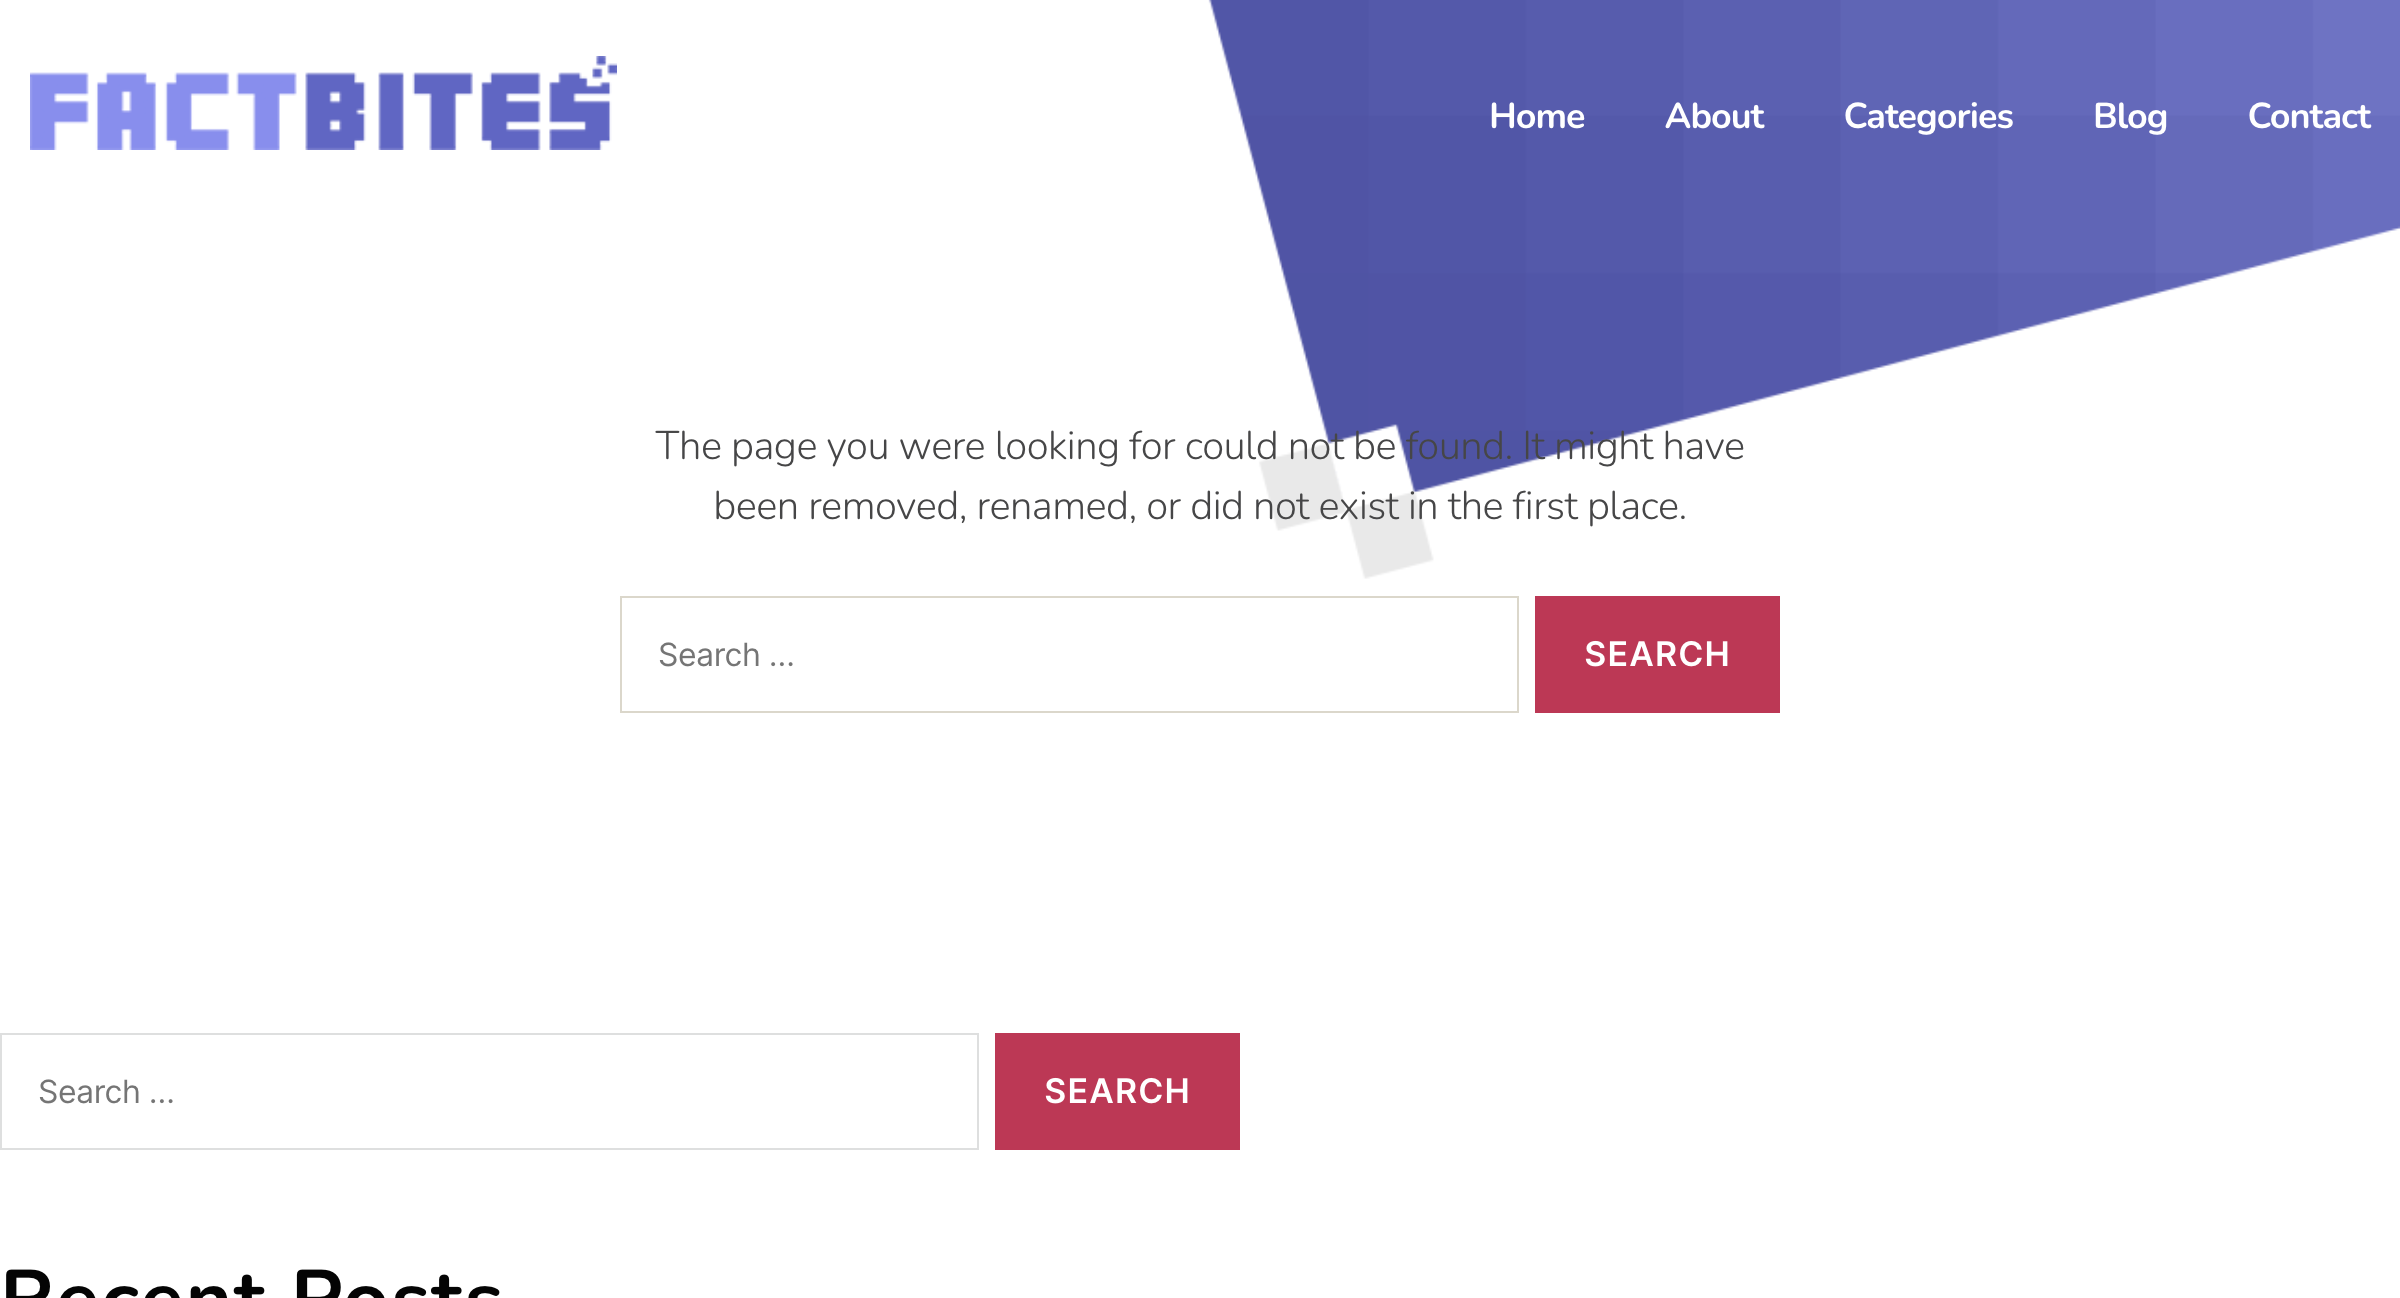 FACTBITES
Home About Categories Blog Contact
The page you were looking for could not be found. It might have
been removed, renamed, or did not exist in the first place.
Search ... SEARCH
Search ... SEARCH
Recent Posts